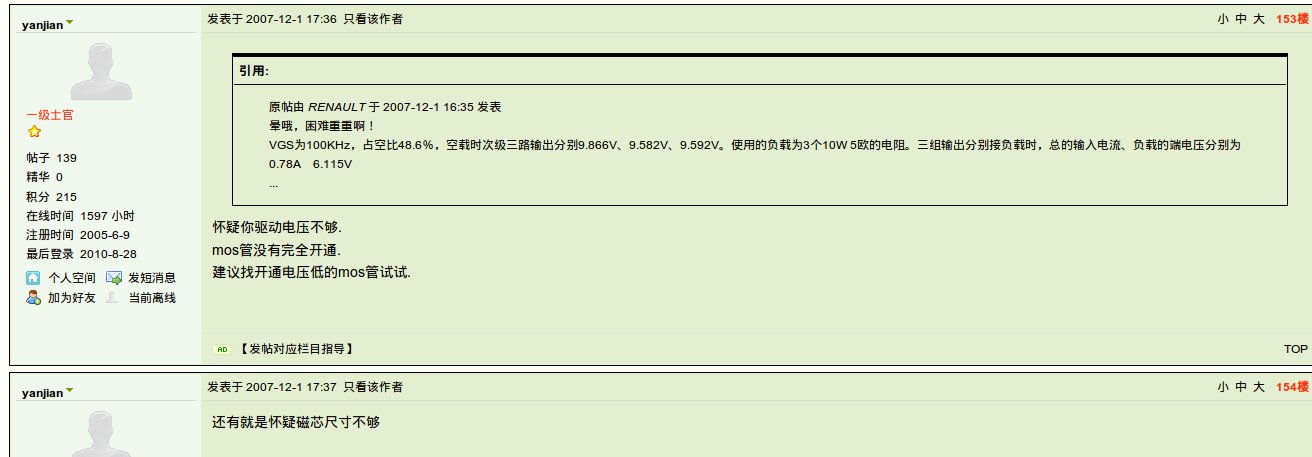 yanjian
发表于 2007-12-1 17:36 只看该作者
小 中 大 153楼
一级士官
帖子 139
精华 0
积分 215
在线时间 1597 小时
注册时间 2005-6-9
最后登录 2010-8-28
个人空间 发短消息
加为好友 当前离线
引用:
原帖由 RENAULT 于 2007-12-1 16:35 发表
晕哦，困难重重啊！
VGS为100KHz，占空比48.6%，空载时次级三路输出分别9.866V、9.582V、9.592V。使用的负载为3个10W 5欧的电阻。三组输出分别接负载时，总的输入电流、负载的端电压分别为
0.78A 6.115V
...
怀疑你驱动电压不够.
mos管没有完全开通.
建议找开通电压低的mos管试试.
AD 【发帖对应栏目指导】
TOP
yanjian
发表于 2007-12-1 17:37 只看该作者
小 中 大 154楼
还有就是怀疑磁芯尺寸不够